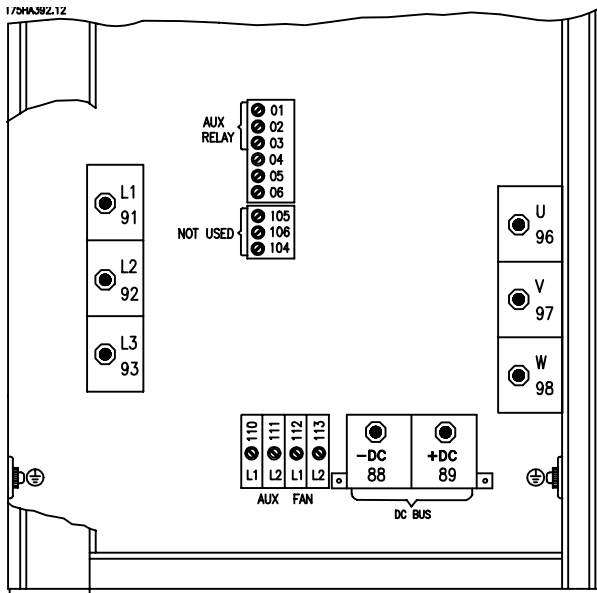 175HA392.12
AUX
RELAY
01
02
03
04
05
06
NOT USED
105
106
104
L1
91
L2
92
L3
93
U
96
V
97
W
98
110 111 112 113
L1 L2 L1 L2
AUX FAN
-DC
88
+DC
89
DC BUS